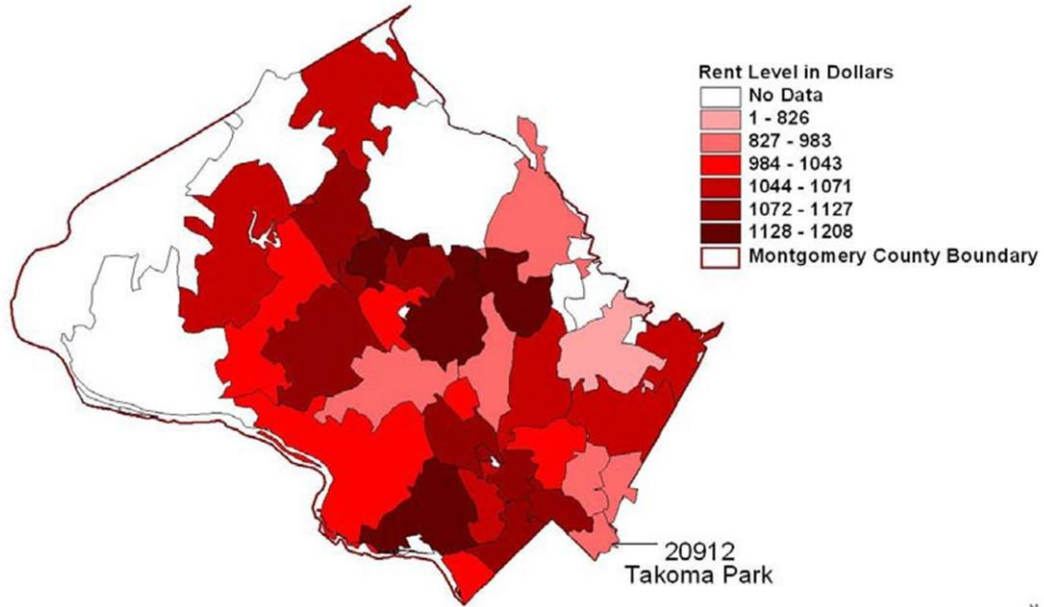 Rent Level in Dollars
No Data
1 - 826
827 - 983
984 - 1043
1044 - 1071
1072 - 1127
1128 - 1208
Montgomery County Boundary
20912
Takoma Park